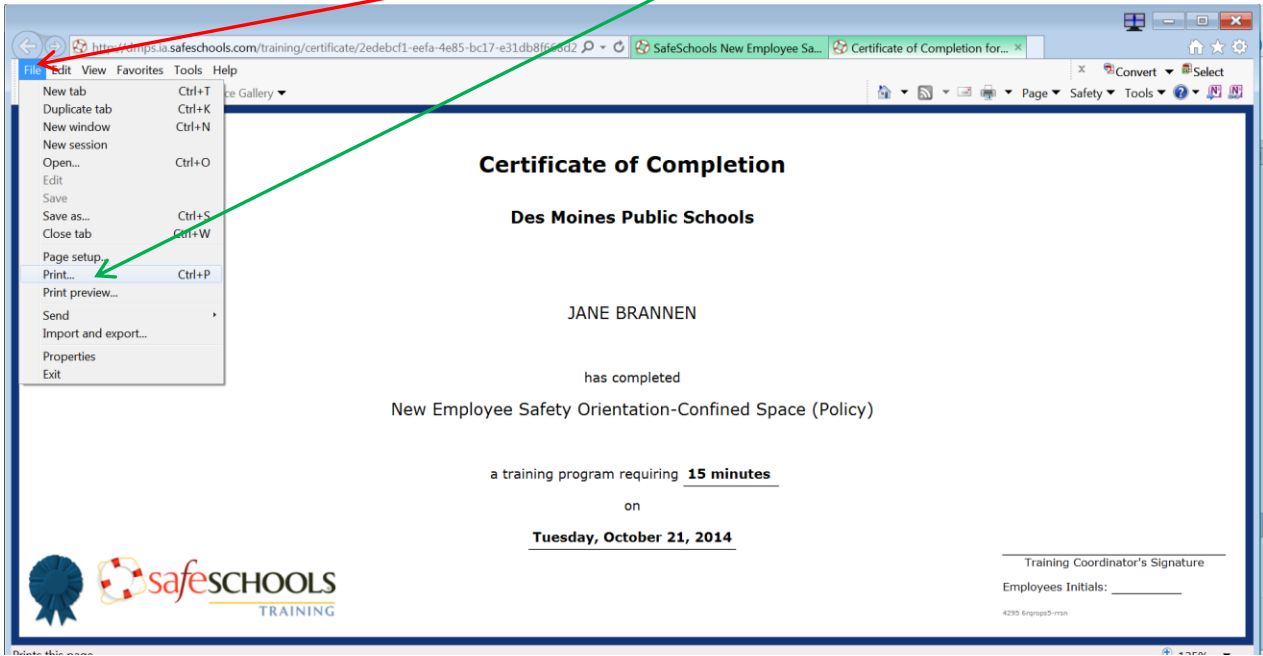 http://dmps.ia.safeschools.com/training/certificate/2edebcf1-eefa-4e85-bc17-e31db8f668d2
SafeSchools New Employee Sa...
Certificate of Completion for... ×
File Edit View Favorites Tools Help
x Convert Select
New tab Ctrl+T
ce Gallery
Page Safety Tools
Duplicate tab Ctrl+K
New window Ctrl+N
New session
Open... Ctrl+O
Edit
Save
Save as... Ctrl+S
Close tab Ctrl+W
Page setup...
Print... Ctrl+P
Print preview...
Send
Import and export...
Properties
Exit
Certificate of Completion
Des Moines Public Schools
JANE BRANNEN
has completed
New Employee Safety Orientation-Confined Space (Policy)
a training program requiring 15 minutes
on
Tuesday, October 21, 2014
safeSCHOOLS
TRAINING
Training Coordinator's Signature
Employees Initials:
Prints this page
125%